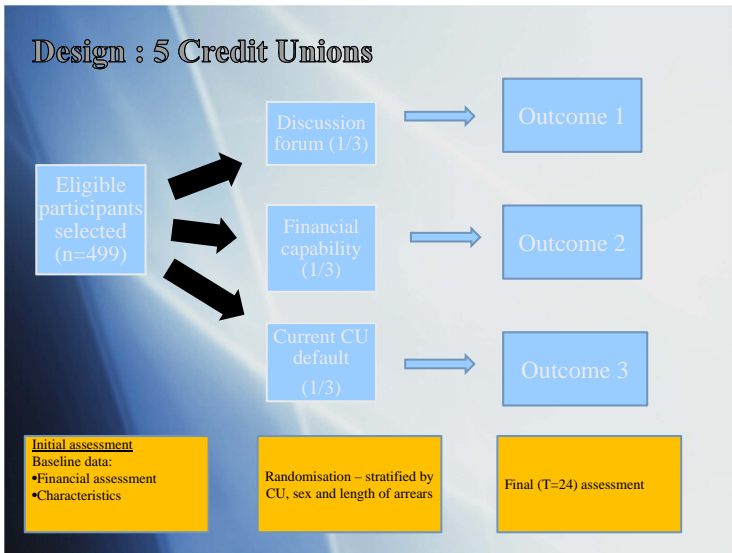 Design : 5 Credit Unions
Eligible
participants
selected
(n=499)
Discussion
forum (1/3)
Financial
capability
(1/3)
Current CU
default
(1/3)
Outcome 1
Outcome 2
Outcome 3
Initial assessment
Baseline data:
•Financial assessment
•Characteristics
Randomisation – stratified by
CU, sex and length of arrears
Final (T=24) assessment